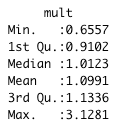 mult
Min.   :0.6557
1st Qu.:0.9102
Median :1.0123
Mean   :1.0991
3rd Qu.:1.1336
Max.   :3.1281